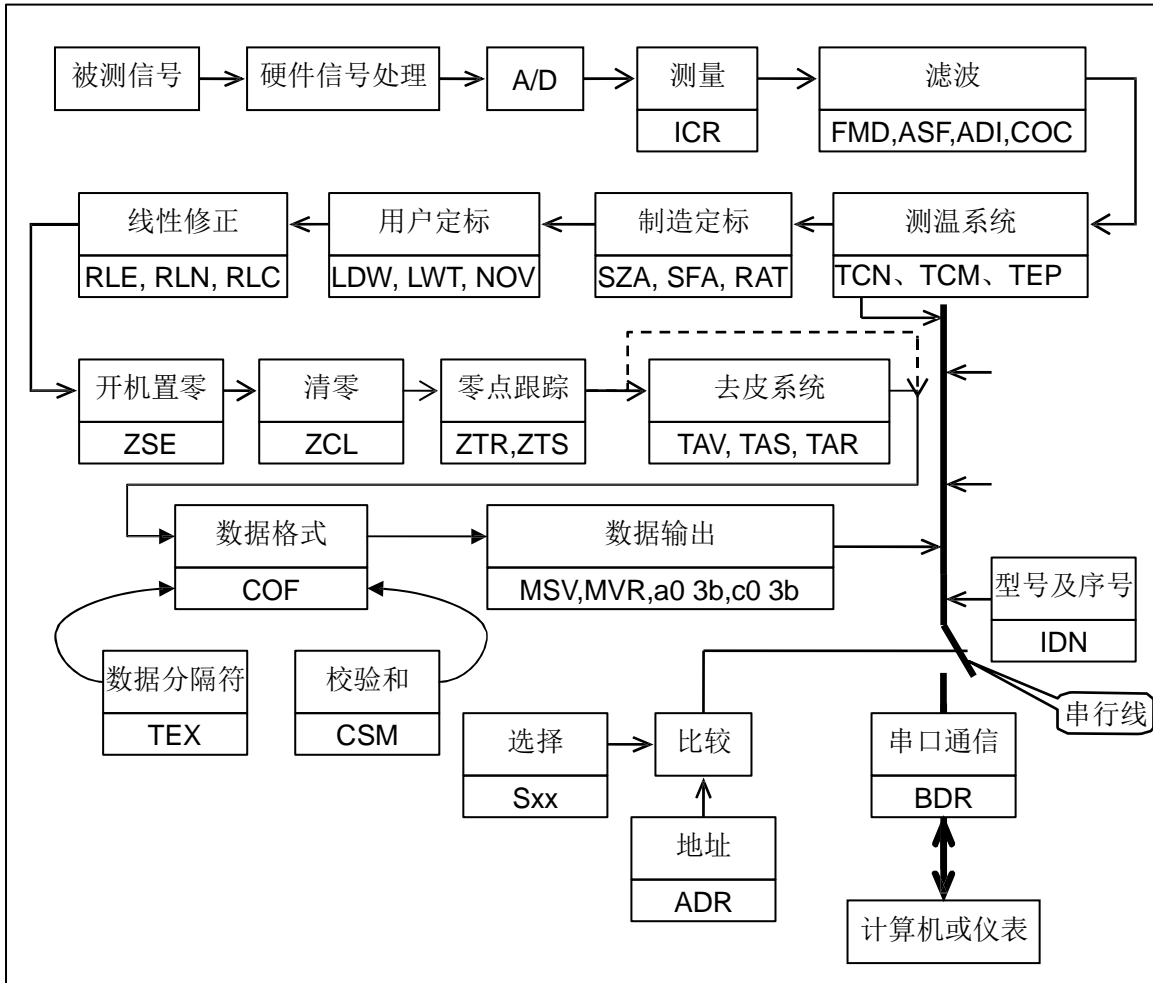 被测信号
硬件信号处理
A/D
测量
ICR
滤波
FMD,ASF,ADI,COC
线性修正
RLE, RLN, RLC
用户定标
LDW, LWT, NOV
制造定标
SZA, SFA, RAT
测温系统
TCN、TCM、TEP
开机置零
ZSE
清零
ZCL
零点跟踪
ZTR,ZTS
去皮系统
TAV, TAS, TAR
数据格式
COF
数据输出
MSV,MVR,a0 3b,c0 3b
型号及序号
IDN
数据分隔符
TEX
校验和
CSM
选择
Sxx
比较
地址
ADR
串口通信
BDR
串行线
计算机或仪表